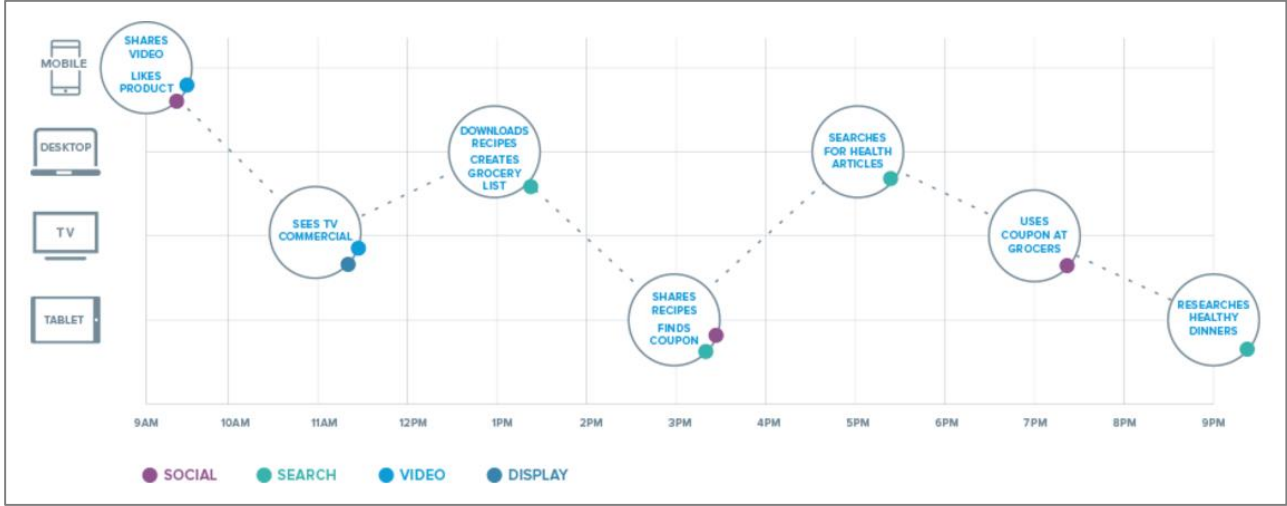 MOBILE
SHARES
VIDEO
LIKES
PRODUCT
DESKTOP
DOWNLOADS
RECIPES
CREATES
GROCERY
LIST
SEARCHES
FOR HEALTH
ARTICLES
TV
SEES TV
COMMERCIAL
USES
COUPON AT
GROCERS
TABLET
SHARES
RECIPES
FINDS
COUPON
RESEARCHES
HEALTHY
DINNERS
9AM 10AM 11AM 12PM 1PM 2PM 3PM 4PM 5PM 6PM 7PM 8PM 9PM
SOCIAL SEARCH VIDEO DISPLAY